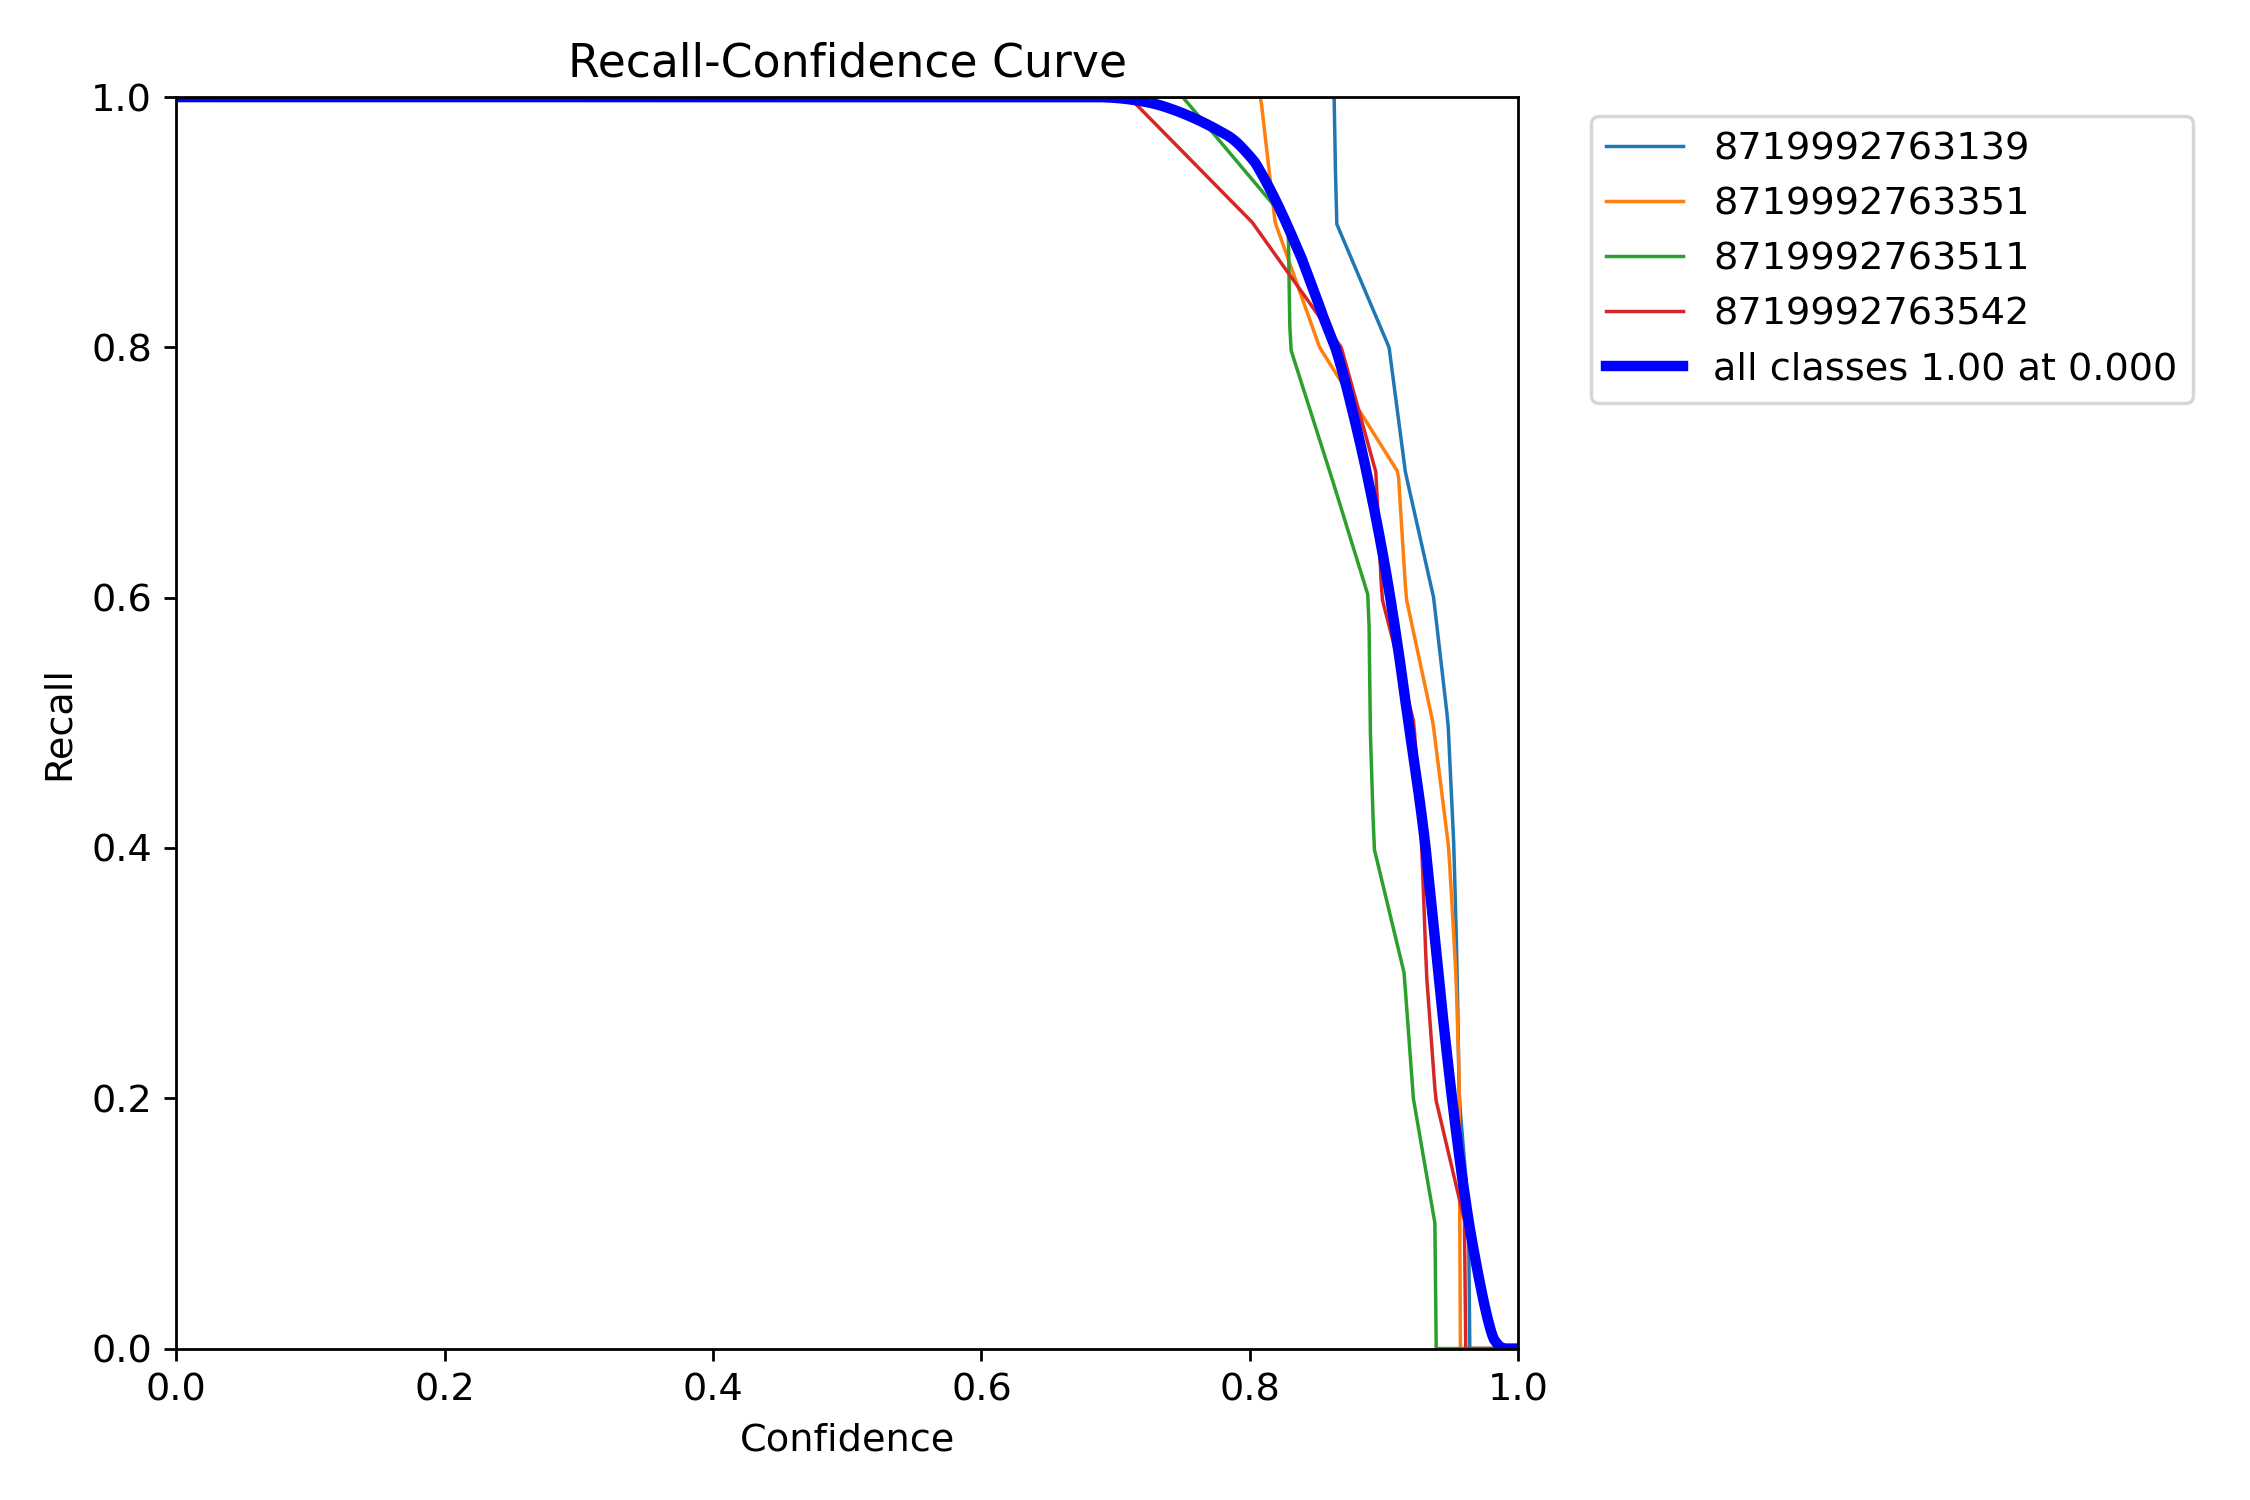 Recall-Confidence Curve
1.0
0.8
0.6
0.4
0.2
0.0
Recall
0.0 0.2 0.4 0.6 0.8 1.0
Confidence
8719992763139
8719992763351
8719992763511
8719992763542
all classes 1.00 at 0.000